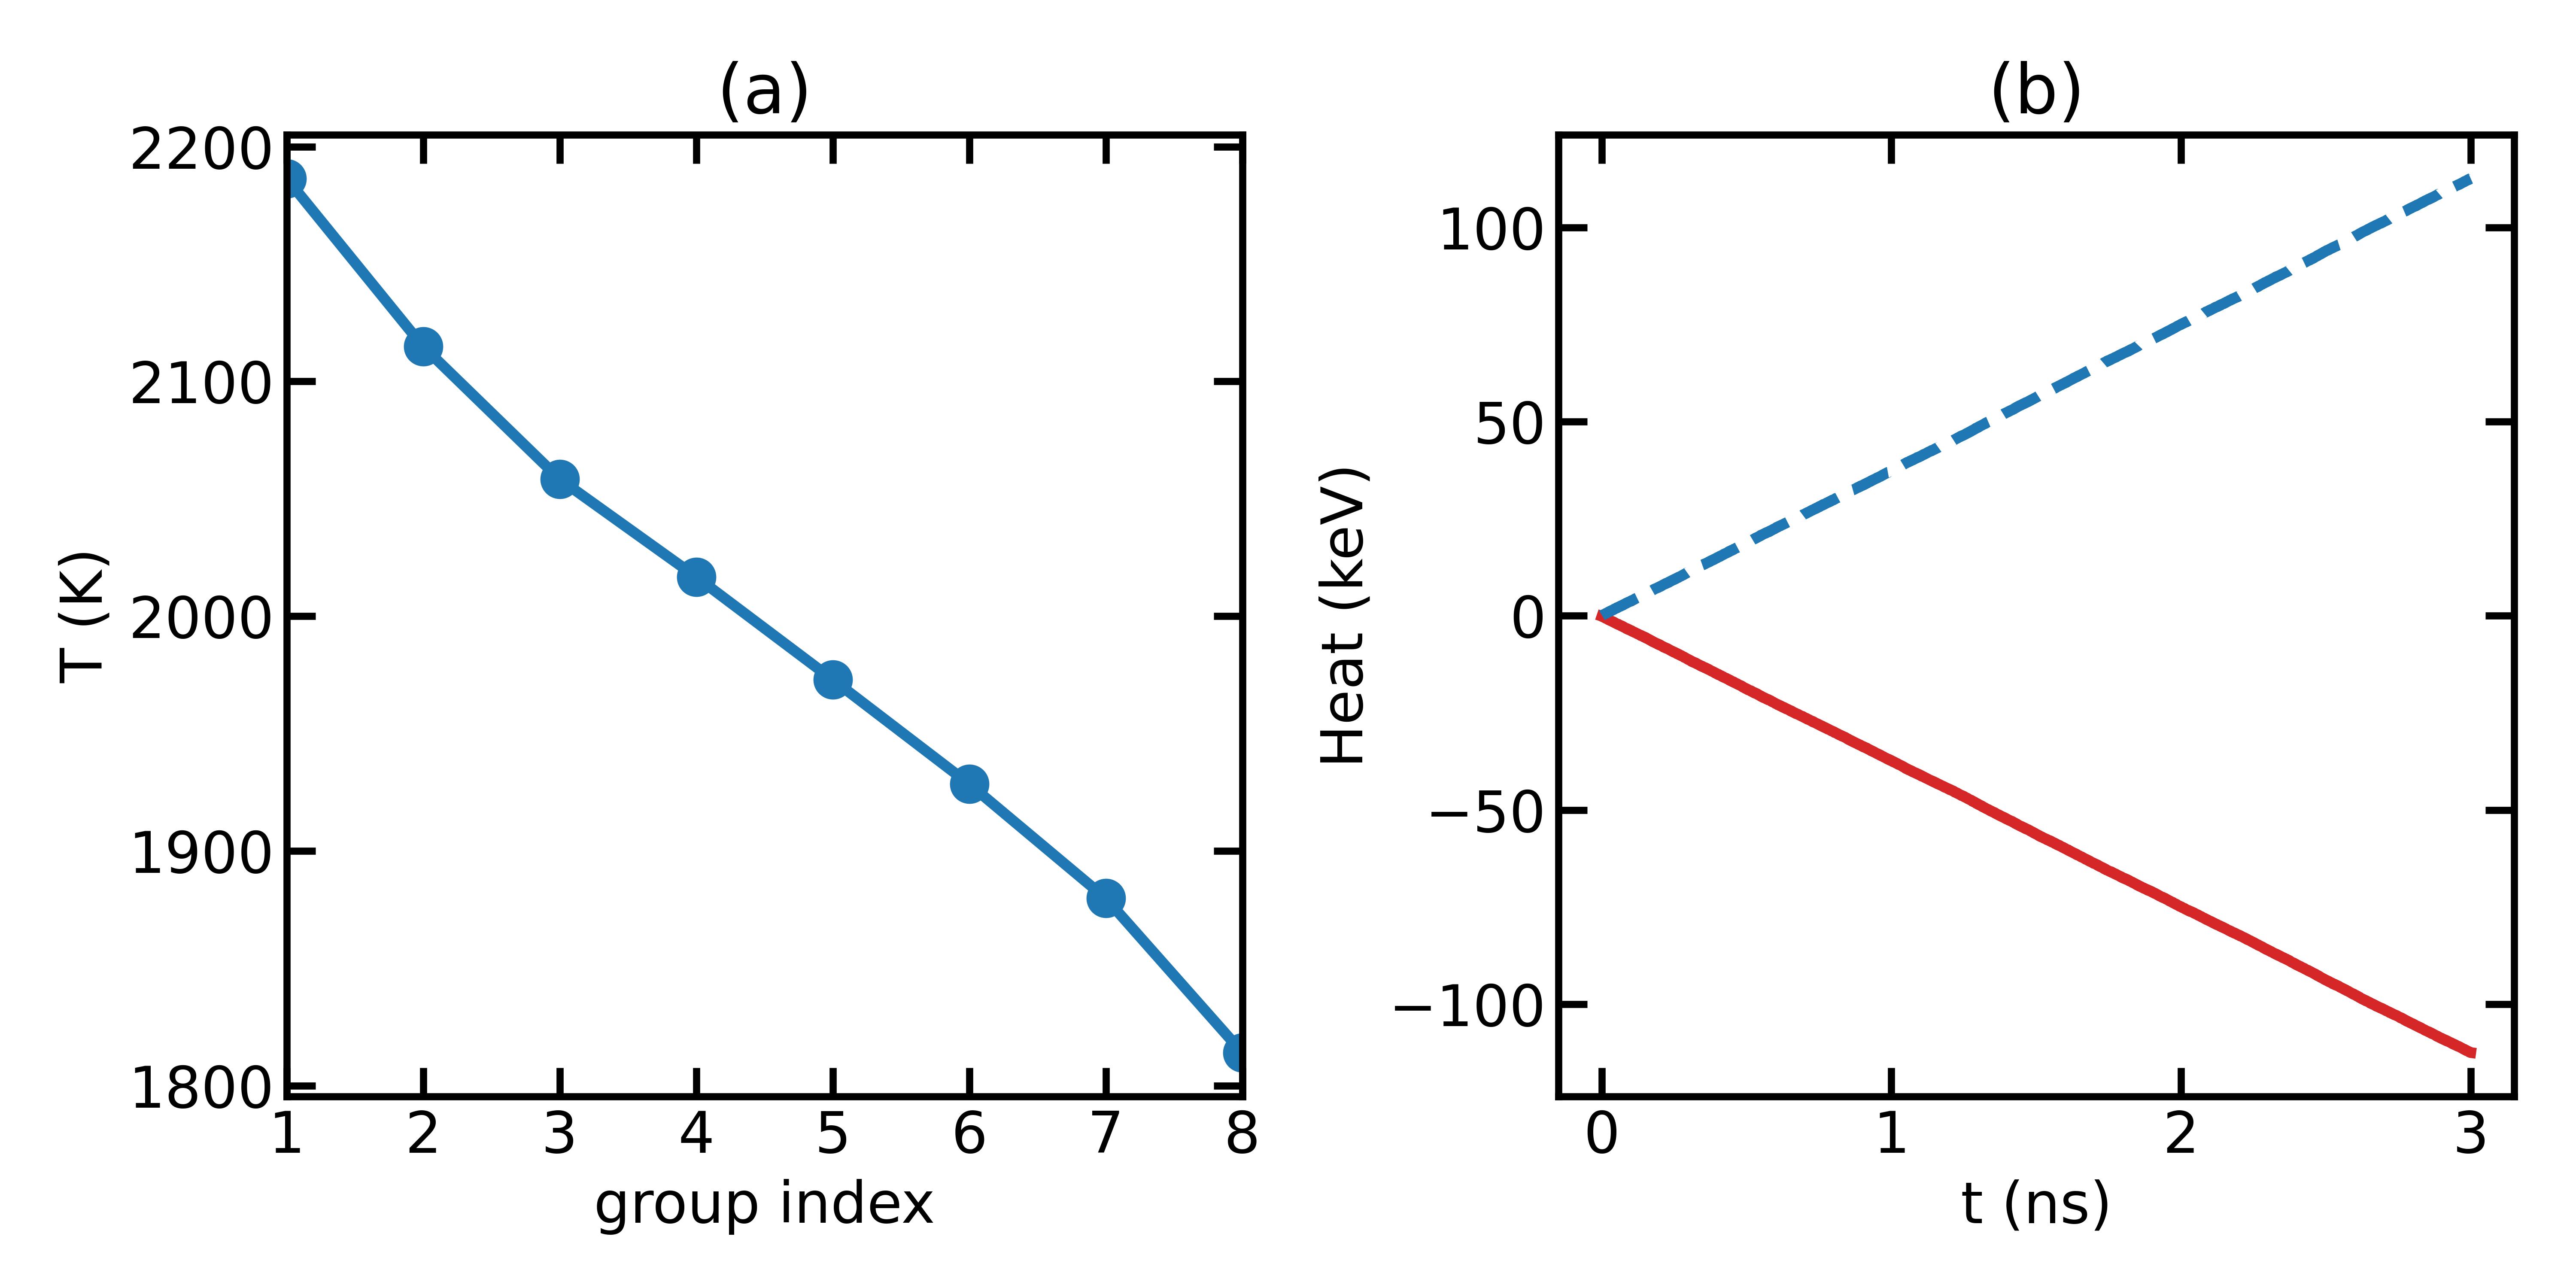 (a)
2200
2100
2000
1900
1800
T (K)
1 2 3 4 5 6 7 8
group index
(b)
100
50
0
−50
−100
Heat (keV)
0 1 2 3
t (ns)